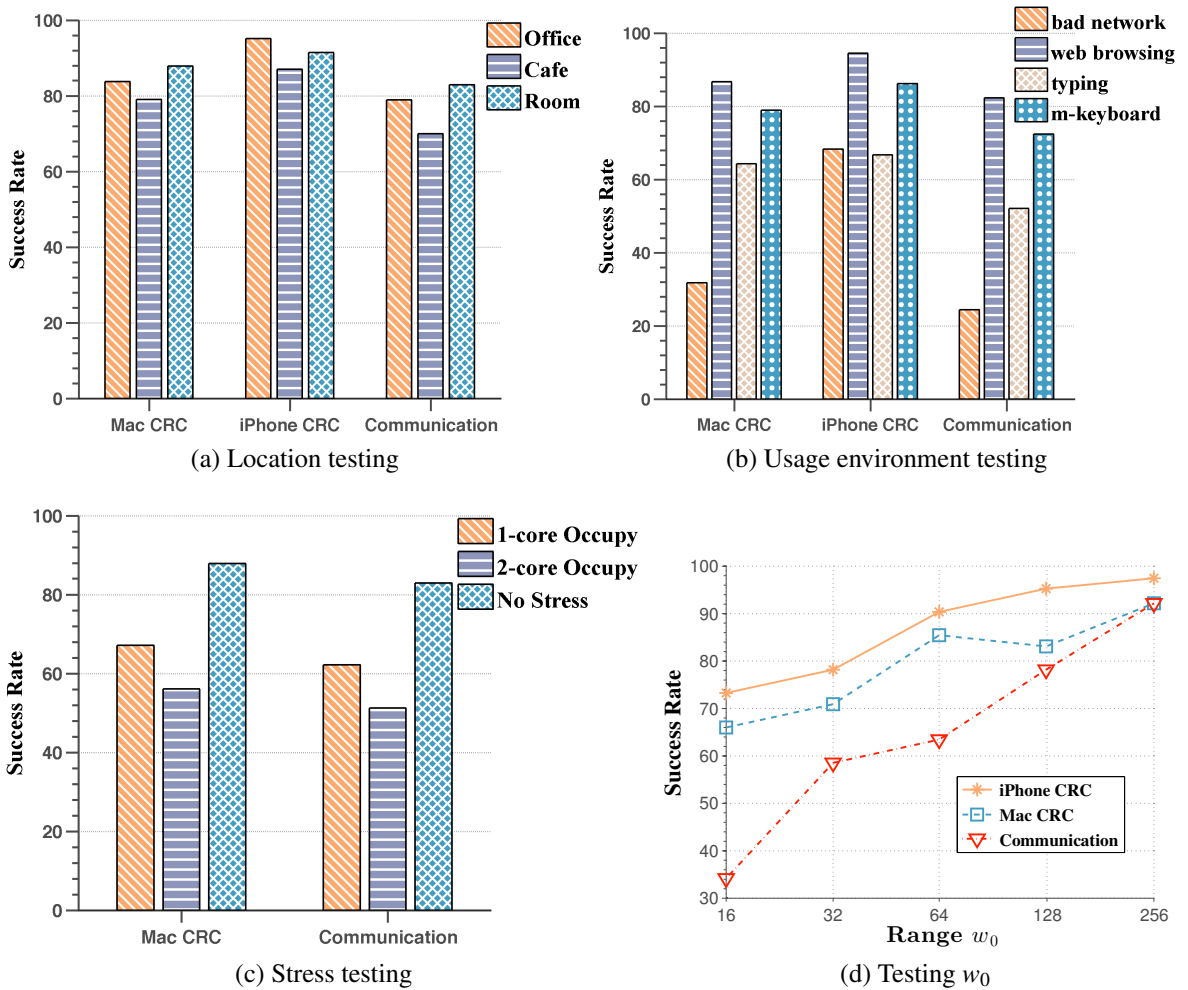 100
80
60
40
20
0
Success Rate
Office
Cafe
Room
Mac CRC iPhone CRC Communication
(a) Location testing
100
80
60
40
20
0
Success Rate
bad network
web browsing
typing
m-keyboard
Mac CRC iPhone CRC Communication
(b) Usage environment testing
100
80
60
40
20
0
Success Rate
1-core Occupy
2-core Occupy
No Stress
Mac CRC Communication
(c) Stress testing
100
90
80
70
60
50
40
30
Success Rate
iPhone CRC
Mac CRC
Communication
16 32 64 128 256
Range w₀
(d) Testing w₀